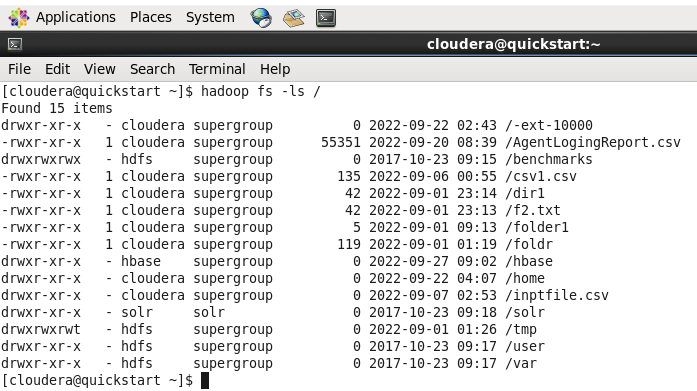 Applications Places System
cloudera@quickstart:~
File Edit View Search Terminal Help
[cloudera@quickstart ~]$ hadoop fs -ls /
Found 15 items
drwxr-xr-x   - cloudera supergroup          0 2022-09-22 02:43 /-ext-10000
-rwxr-xr-x   1 cloudera supergroup      55351 2022-09-20 08:39 /AgentLogingReport.csv
drwxrwxrwx   - hdfs     supergroup          0 2017-10-23 09:15 /benchmarks
-rwxr-xr-x   1 cloudera supergroup        135 2022-09-06 00:55 /csv1.csv
-rwxr-xr-x   1 cloudera supergroup         42 2022-09-01 23:14 /dir1
-rwxr-xr-x   1 cloudera supergroup         42 2022-09-01 23:13 /f2.txt
-rwxr-xr-x   1 cloudera supergroup          5 2022-09-01 09:13 /folder1
-rwxr-xr-x   1 cloudera supergroup        119 2022-09-01 01:19 /foldr
drwxr-xr-x   - hbase    supergroup          0 2022-09-27 09:02 /hbase
drwxr-xr-x   - cloudera supergroup          0 2022-09-22 04:07 /home
drwxr-xr-x   - cloudera supergroup          0 2022-09-07 02:53 /inptfile.csv
drwxr-xr-x   - solr     solr                0 2017-10-23 09:18 /solr
drwxrwxrwt   - hdfs     supergroup          0 2022-09-01 01:26 /tmp
drwxr-xr-x   - hdfs     supergroup          0 2017-10-23 09:17 /user
drwxr-xr-x   - hdfs     supergroup          0 2017-10-23 09:17 /var
[cloudera@quickstart ~]$